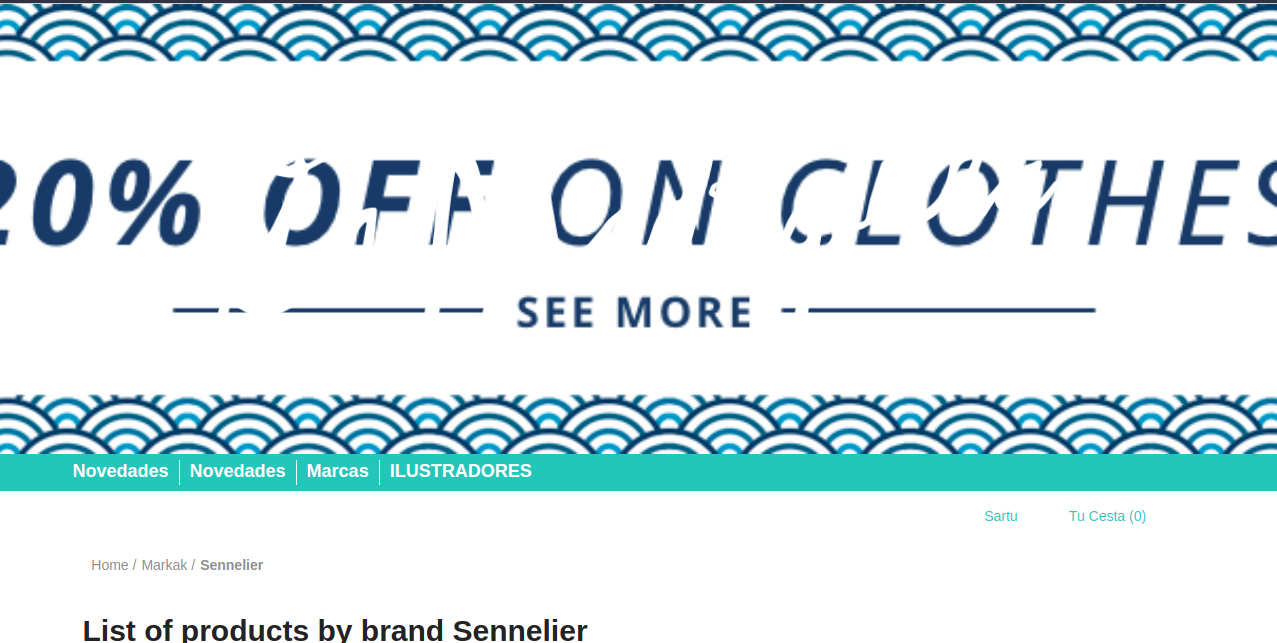 20% OFF ON CLOTHES
SEE MORE
Novedades Novedades Marcas ILUSTRADORES
Sartu Tu Cesta (0)
Home / Markak / Sennelier
List of products by brand Sennelier